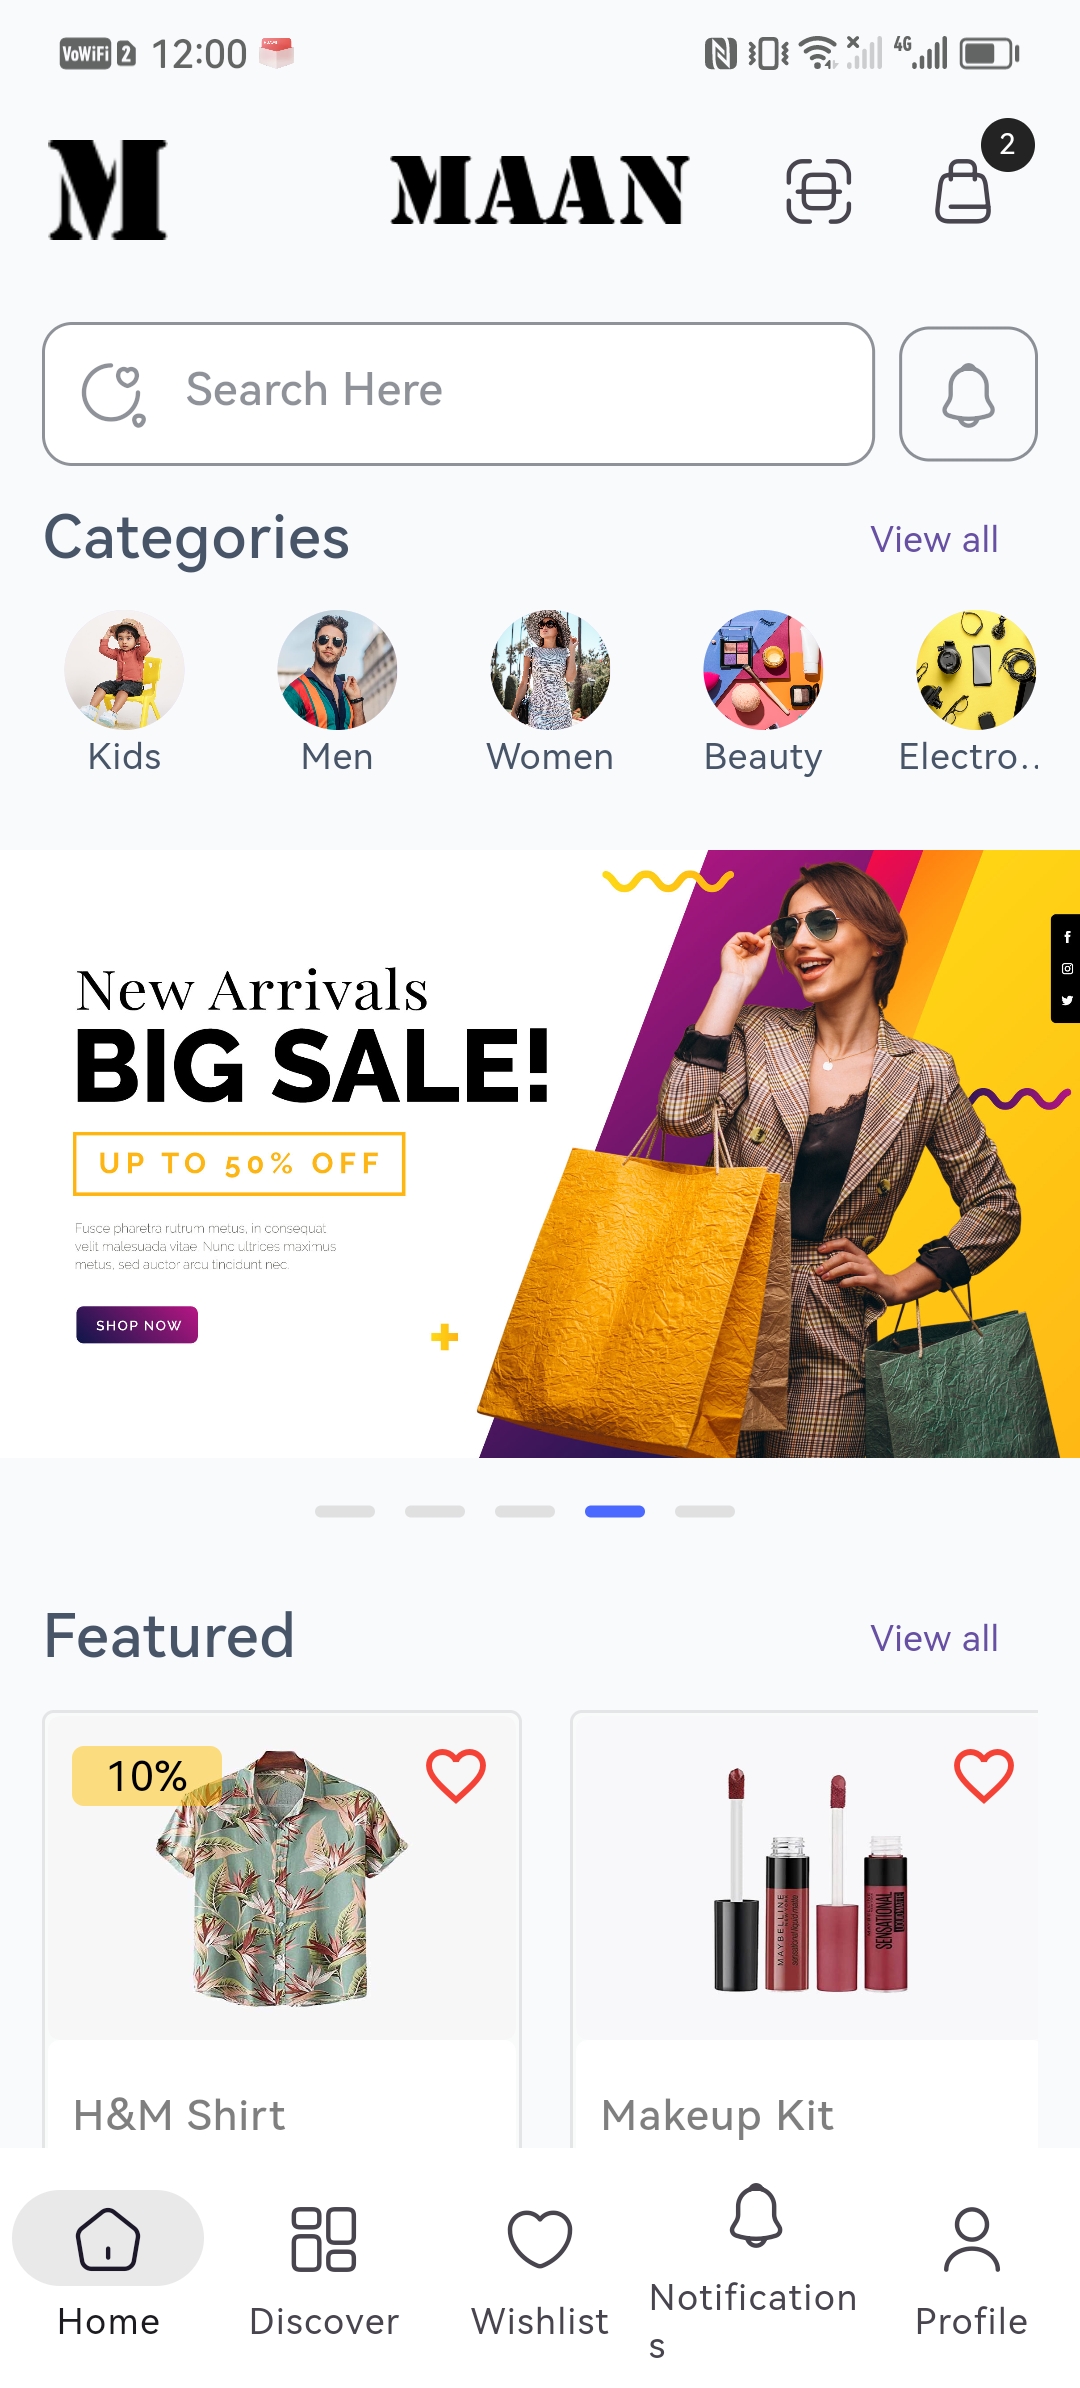 VoWiFi 2 12:00 4G
M MAAN 2
Search Here
Categories View all
Kids Men Women Beauty Electro..
New Arrivals
BIG SALE!
UP TO 50% OFF
Fusce pharetra rutrum metus, in consequat
velit malesuada vitae. Nunc ultrices maximus
metus, sed auctor arcu tincidunt nec.
SHOP NOW
Featured View all
10%
MAYBELLINE
SENSATIONAL
H&M Shirt Makeup Kit
Home Discover Wishlist Notification
s Profile